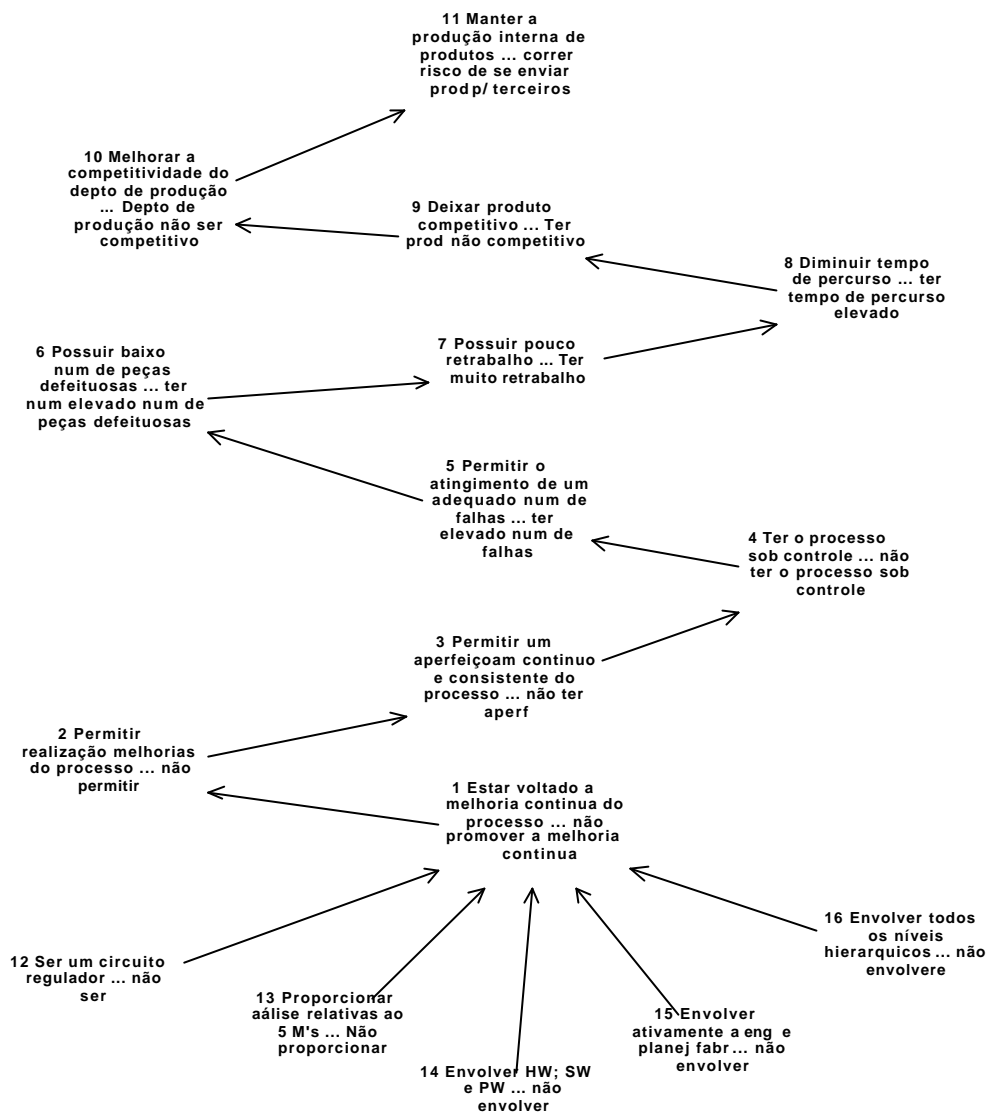 11 Manter a
produção interna de
produtos ... correr
risco de se enviar
prod p/ terceiros
10 Melhorar a
competitividade do
depto de produção
... Depto de
produção não ser
competitivo
9 Deixar produto
competitivo ... Ter
prod não competitivo
8 Diminuir tempo
de percurso ... ter
tempo de percurso
elevado
7 Possuir pouco
retrabalho ... Ter
muito retrabalho
6 Possuir baixo
num de peças
defeituosas ... ter
num elevado num de
peças defeituosas
5 Permitir o
atingimento de um
adequado num de
falhas ... ter
elevado num de
falhas
4 Ter o processo
sob controle ... não
ter o processo sob
controle
3 Permitir um
aperfeiçoam continuo
e consistente do
processo ... não ter
aperf
2 Permitir
realização melhorias
do processo ... não
permitir
1 Estar voltado a
melhoria continua do
processo ... não
promover a melhoria
continua
16 Envolver todos
os níveis
hierarquicos ... não
envolvere
12 Ser um circuito
regulador ... não
ser
13 Proporcionar
aálise relativas ao
5 M's ... Não
proporcionar
15 Envolver
ativamente a eng e
planej fabr ... não
envolver
14 Envolver HW; SW
e PW ... não
envolver